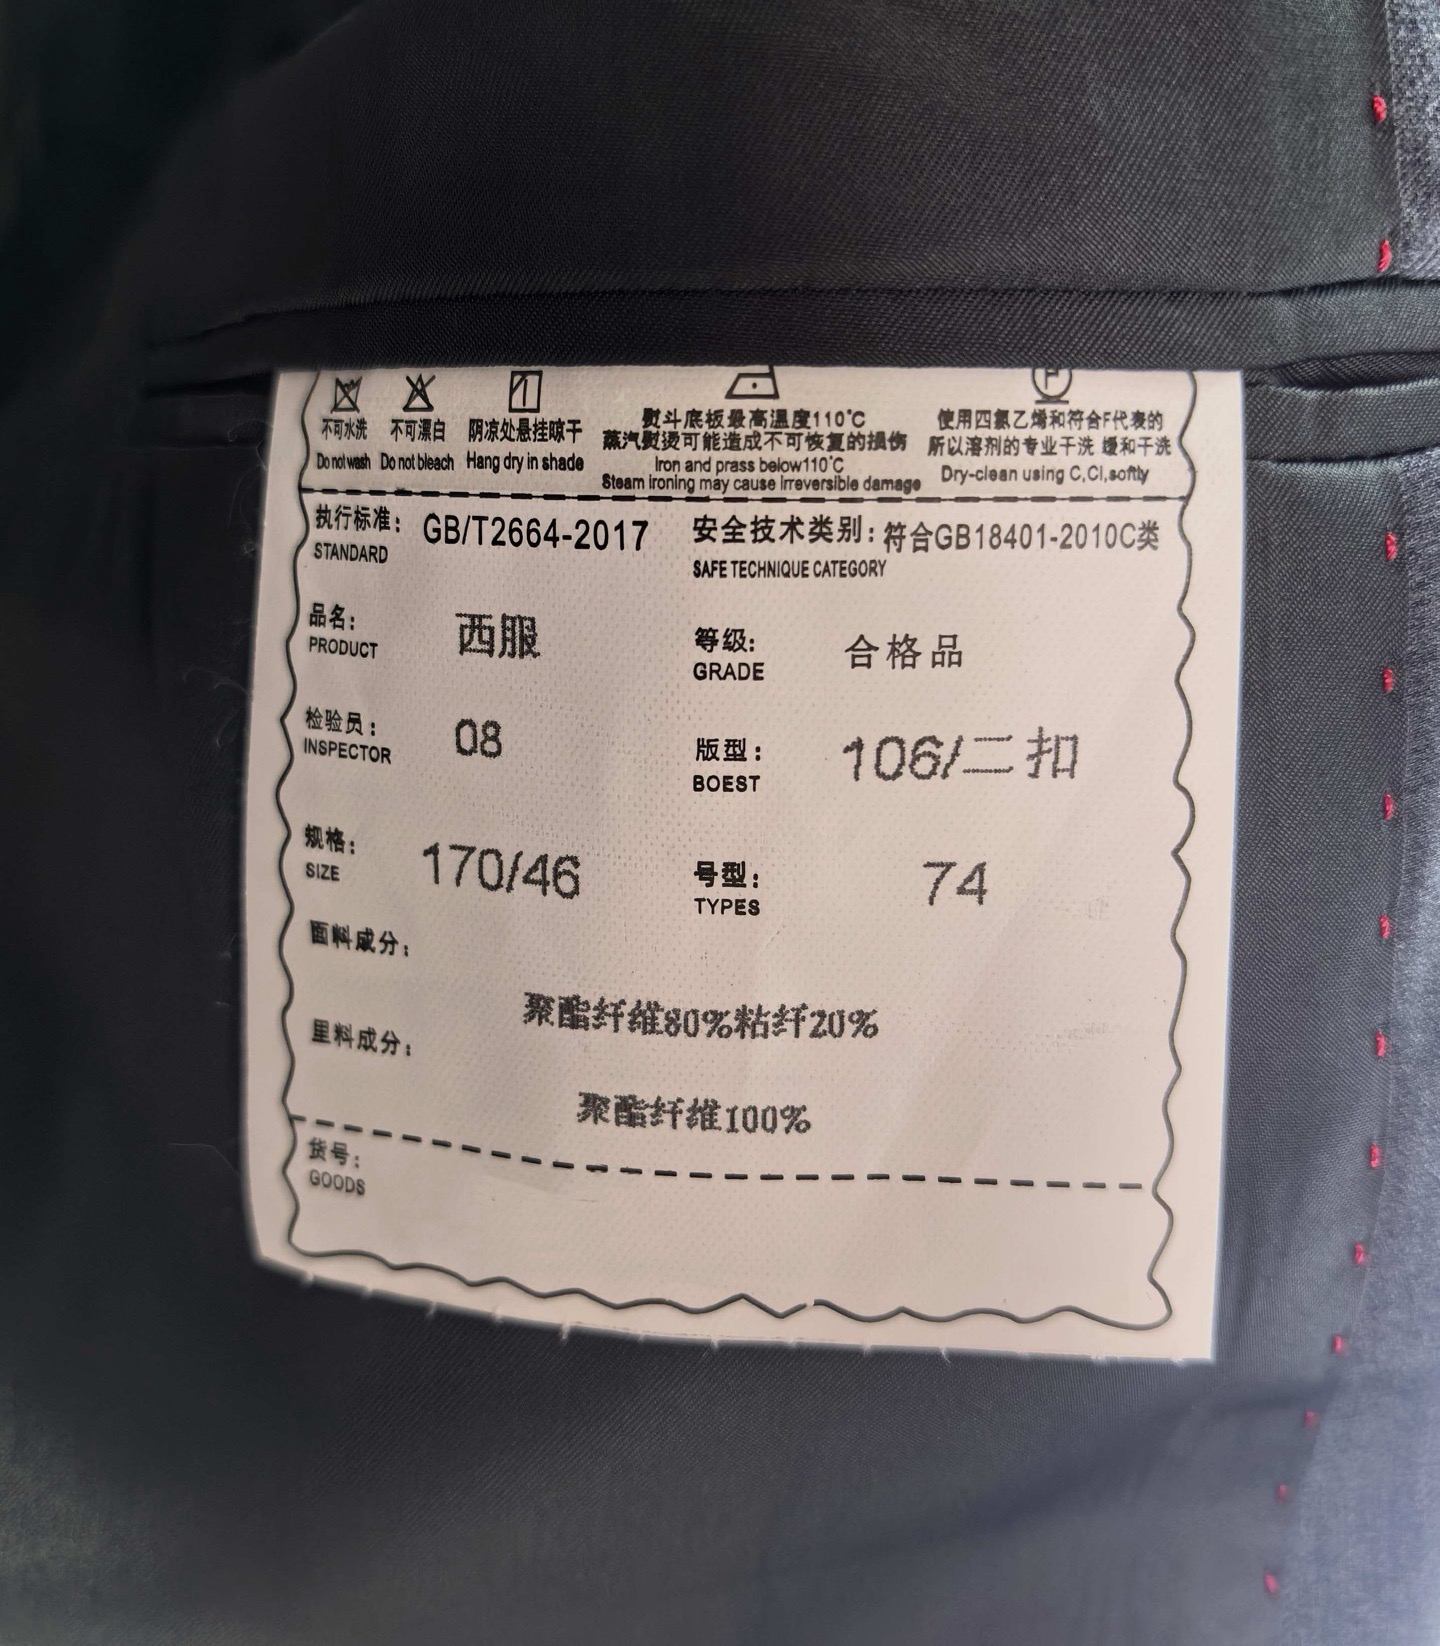 不可水洗 不可漂白 阴凉处悬挂晾干
Do not wash Do not bleach Hang dry in shade
熨斗底板最高温度110℃
蒸汽熨烫可能造成不可恢复的损伤
Iron and prass below110℃
Steam ironing may cause irreversible damage
P
使用四氯乙烯和符合F代表的
所以溶剂的专业干洗 缓和干洗
Dry-clean using C,Cl,softly
执行标准: GB/T2664-2017
STANDARD
安全技术类别: 符合GB18401-2010C类
SAFE TECHNIQUE CATEGORY
品名: 西服
PRODUCT
等级: 合格品
GRADE
检验员: 08
INSPECTOR
版型: 106/二扣
BOEST
规格: 170/46
SIZE
号型: 74
TYPES
面料成分:
聚酯纤维80%粘纤20%
里料成分:
聚酯纤维100%
货号:
GOODS